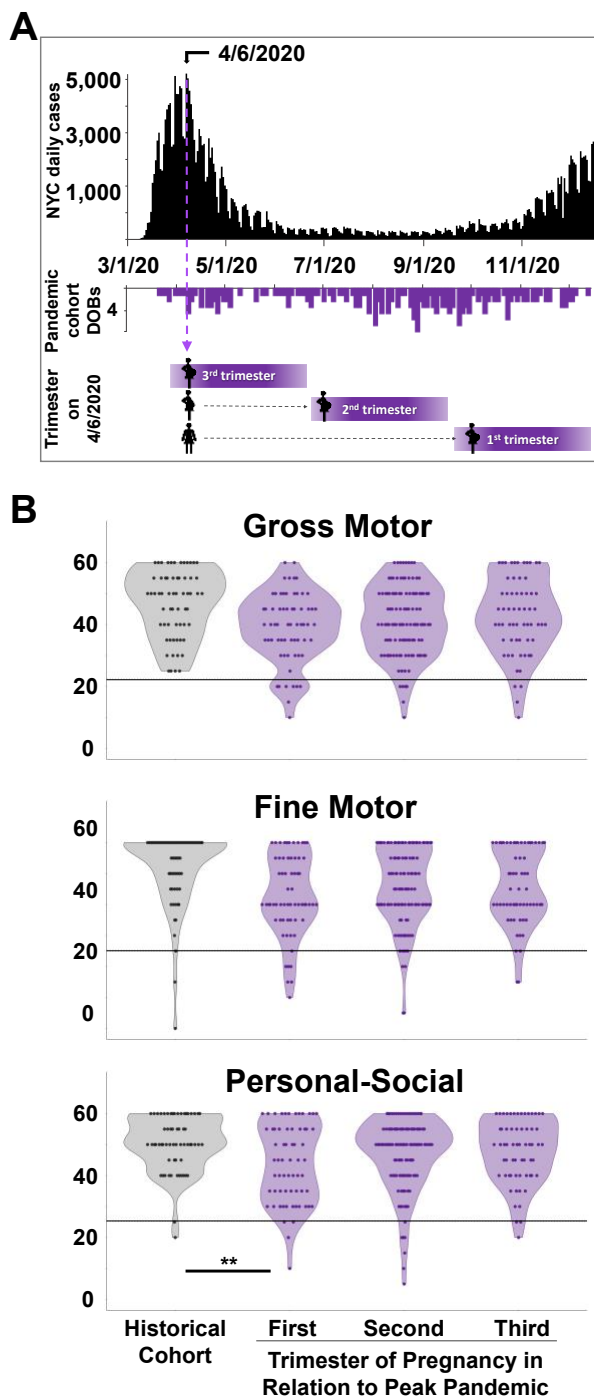 A
4/6/2020
NYC daily cases
5,000
3,000
1,000
3/1/20 5/1/20 7/1/20 9/1/20 11/1/20
Pandemic
cohort
DOBs
4
Trimester
on
4/6/2020
3rd trimester
2nd trimester
1st trimester
B
Gross Motor
60
40
20
0
Fine Motor
60
40
20
0
Personal-Social
60
40
20
0
**
Historical
Cohort
First Second Third
Trimester of Pregnancy in
Relation to Peak Pandemic